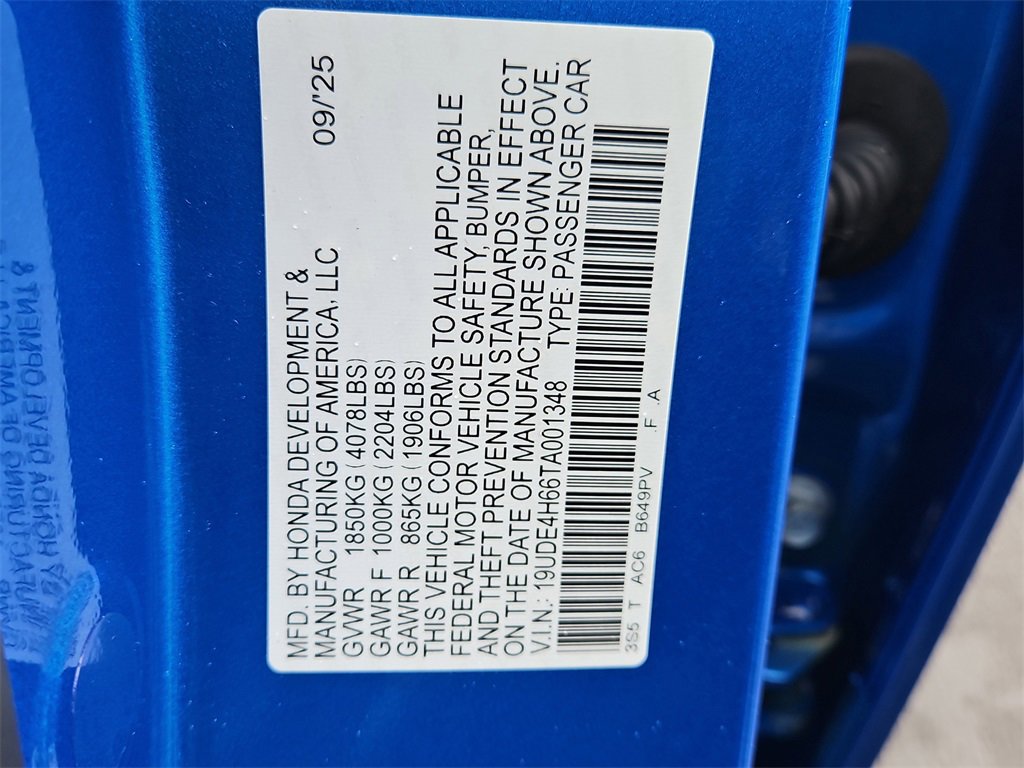 MFD. BY HONDA DEVELOPMENT &
MANUFACTURING OF AMERICA, LLC 09/'25
GVWR 1850KG (4078LBS)
GAWR F 1000KG (2204LBS)
GAWR R 865KG (1906LBS)
THIS VEHICLE CONFORMS TO ALL APPLICABLE
FEDERAL MOTOR VEHICLE SAFETY, BUMPER,
AND THEFT PREVENTION STANDARDS IN EFFECT
ON THE DATE OF MANUFACTURE SHOWN ABOVE.
V.I.N.: 19UDE4H66TA001348 TYPE: PASSENGER CAR
3S5 T AC6 B649PV .F .A